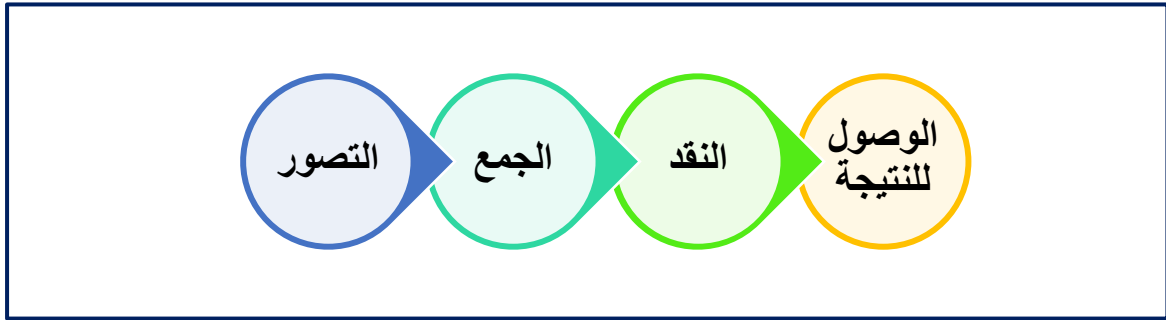 التصور
الجمع
النقد
الوصول
للنتيجة